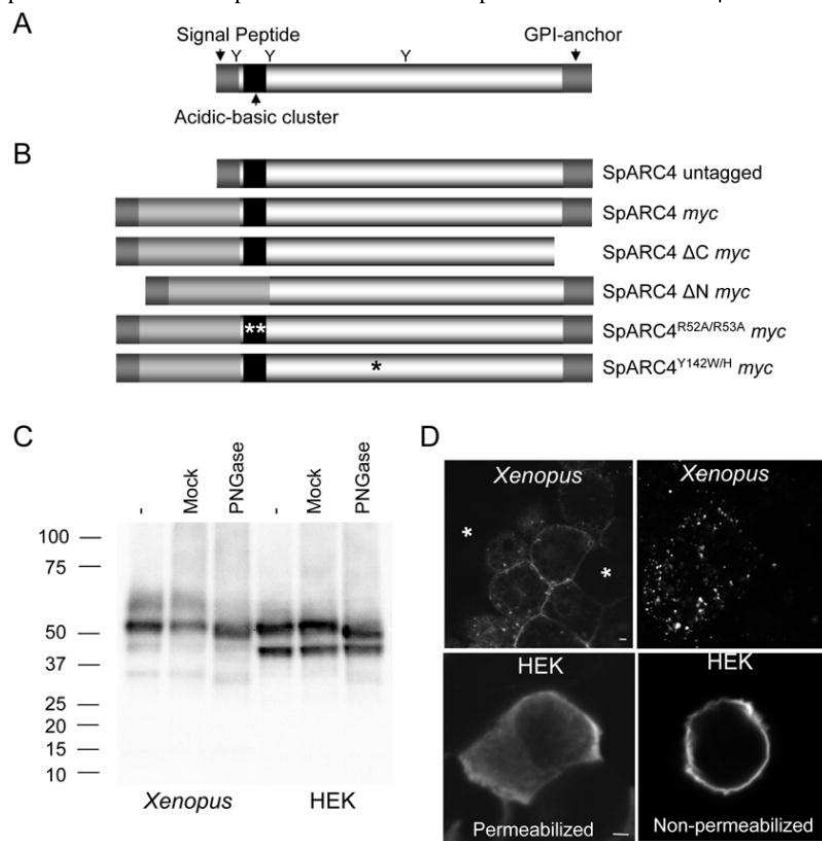 A
Signal Peptide
GPI-anchor
Y Y Y
Acidic-basic cluster
B
SpARC4 untagged
SpARC4 myc
SpARC4 ΔC myc
SpARC4 ΔN myc
**
SpARC4R52A/R53A myc
*
SpARC4Y142W/H myc
C
- Mock PNGase - Mock PNGase
100
75
50
37
25
20
15
10
Xenopus HEK
D
Xenopus Xenopus
*
*
HEK HEK
Permeabilized Non-permeabilized